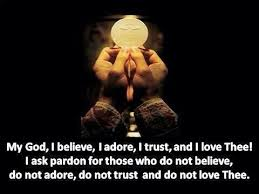 My God, I believe, I adore, I trust, and I love Thee!
I ask pardon for those who do not believe,
do not adore, do not trust and do not love Thee.